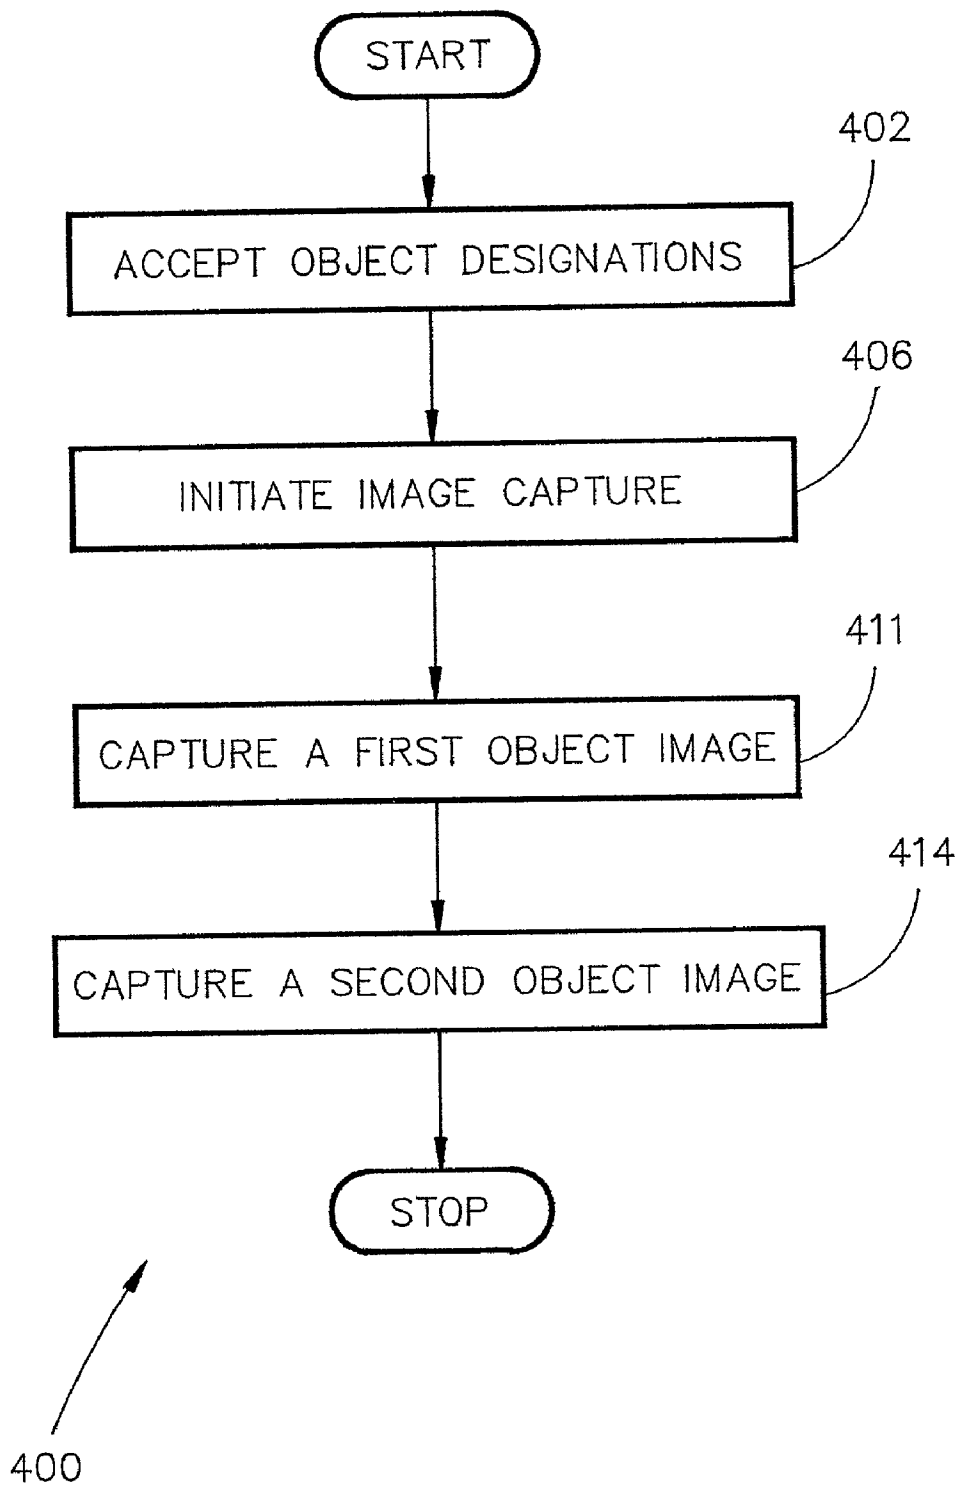 START
402
ACCEPT OBJECT DESIGNATIONS
406
INITIATE IMAGE CAPTURE
411
CAPTURE A FIRST OBJECT IMAGE
414
CAPTURE A SECOND OBJECT IMAGE
STOP
400